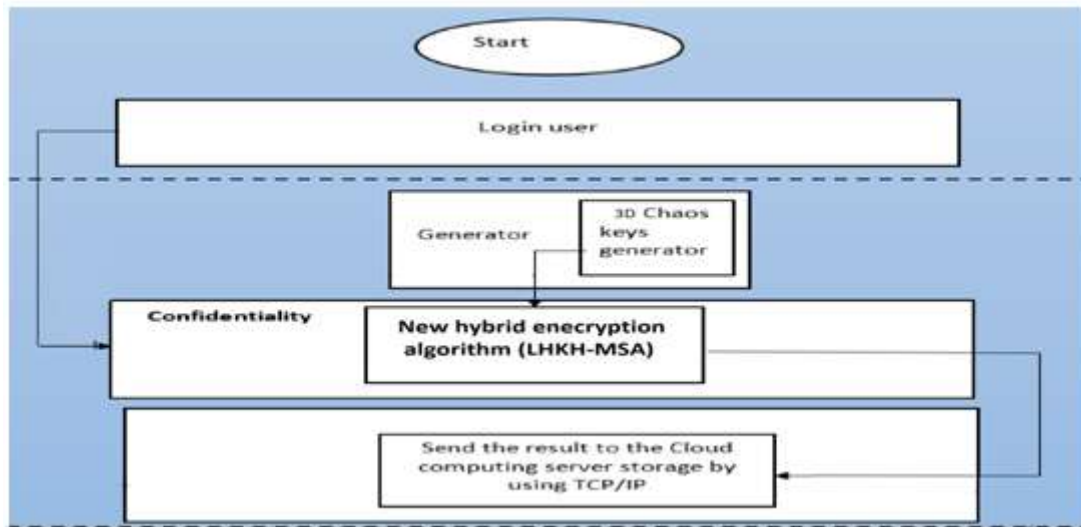 Start
Login user
Generator
3D Chaos
keys
generator
Confidentiality
New hybrid enecryption
algorithm (LHKH-MSA)
Send the result to the Cloud
computing server storage by
using TCP/IP